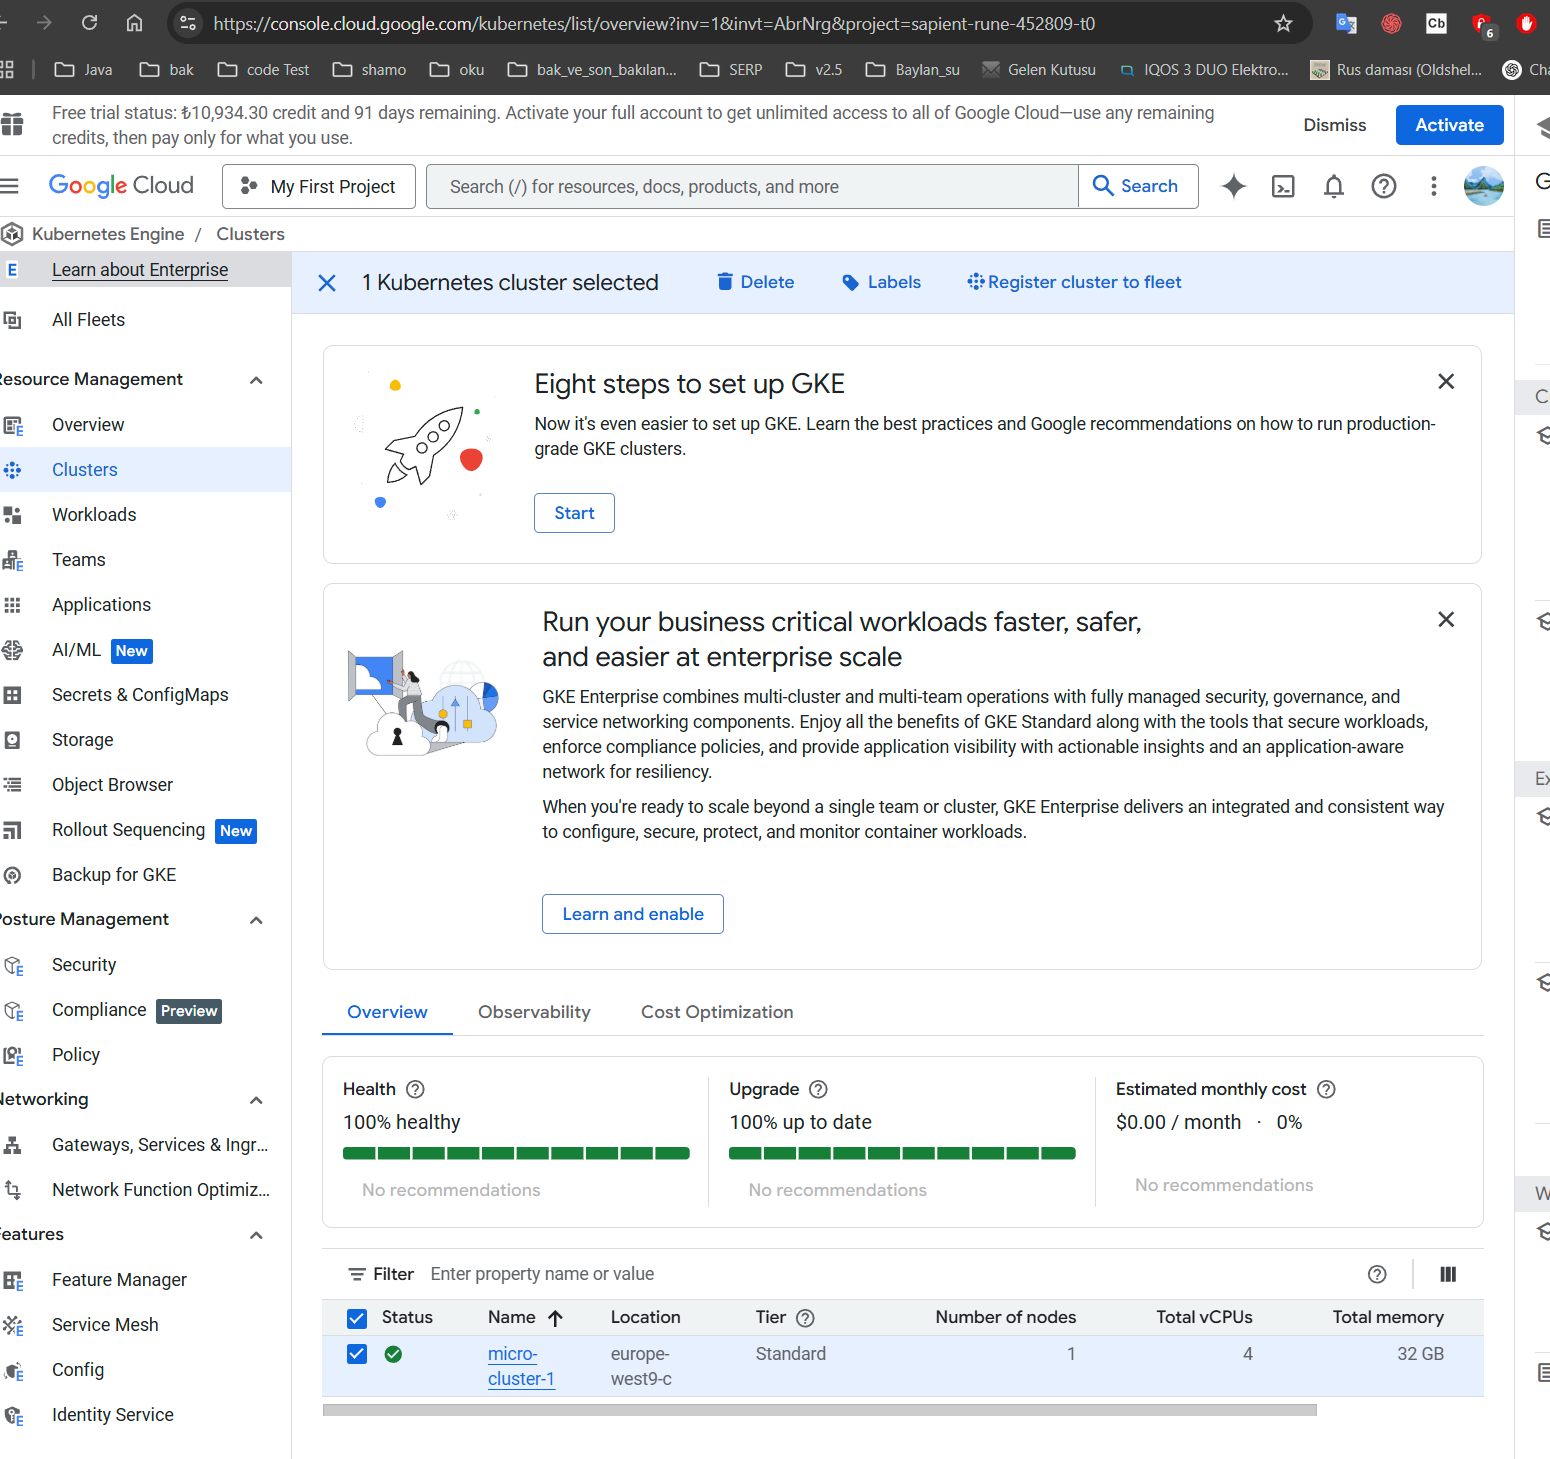 https://console.cloud.google.com/kubernetes/list/overview?inv=1&invt=AbrNrg&project=sapient-rune-452809-t0
Cb
6
Java
bak
code Test
shamo
oku
bak_ve_son_bakılan...
SERP
v2.5
Baylan_su
Gelen Kutusu
IQOS 3 DUO Elektro...
Rus daması (Oldshel...
Free trial status: ₺10,934.30 credit and 91 days remaining. Activate your full account to get unlimited access to all of Google Cloud—use any remaining
credits, then pay only for what you use.
Dismiss
Activate
Google Cloud
My First Project
Search (/) for resources, docs, products, and more
Search
Kubernetes Engine / Clusters
Learn about Enterprise
1 Kubernetes cluster selected
Delete
Labels
Register cluster to fleet
All Fleets
Resource Management
Overview
Clusters
Workloads
Teams
Applications
AI/ML New
Secrets & ConfigMaps
Storage
Object Browser
Rollout Sequencing New
Backup for GKE
Posture Management
Security
Compliance Preview
Policy
Networking
Gateways, Services & Ingr...
Network Function Optimiz...
Features
Feature Manager
Service Mesh
Config
Identity Service
Eight steps to set up GKE
Now it's even easier to set up GKE. Learn the best practices and Google recommendations on how to run production-
grade GKE clusters.
Start
Run your business critical workloads faster, safer,
and easier at enterprise scale
GKE Enterprise combines multi-cluster and multi-team operations with fully managed security, governance, and
service networking components. Enjoy all the benefits of GKE Standard along with the tools that secure workloads,
enforce compliance policies, and provide application visibility with actionable insights and an application-aware
network for resiliency.
When you're ready to scale beyond a single team or cluster, GKE Enterprise delivers an integrated and consistent way
to configure, secure, protect, and monitor container workloads.
Learn and enable
Overview
Observability
Cost Optimization
Health
100% healthy
No recommendations
Upgrade
100% up to date
No recommendations
Estimated monthly cost
$0.00 / month · 0%
No recommendations
Filter Enter property name or value
Status Name Location Tier Number of nodes Total vCPUs Total memory
micro-
cluster-1
europe-
west9-c
Standard
1
4
32 GB